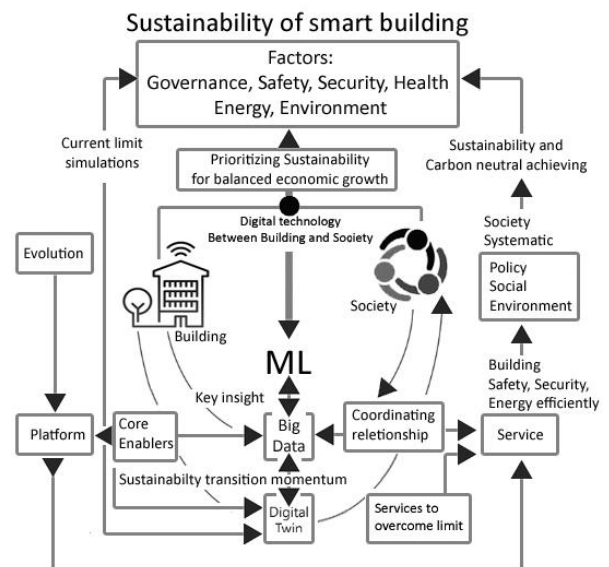 Sustainability of smart building
Factors:
Governance, Safety, Security, Health
Energy, Environment
Current limit
simulations
Prioritizing Sustainability
for balanced economic growth
Sustainability and
Carbon neutral achieving
Digital technology
Between Building and Society
Society
Systematic
Evolution
Policy
Social
Environment
Society
Building
ML
Building
Safety, Security,
Energy efficiently
Key insight
Platform
Core
Enablers
Big
Data
Coordinating
reletionship
Service
Sustainabilty transition momentum
Digital
Twin
Services to
overcome limit